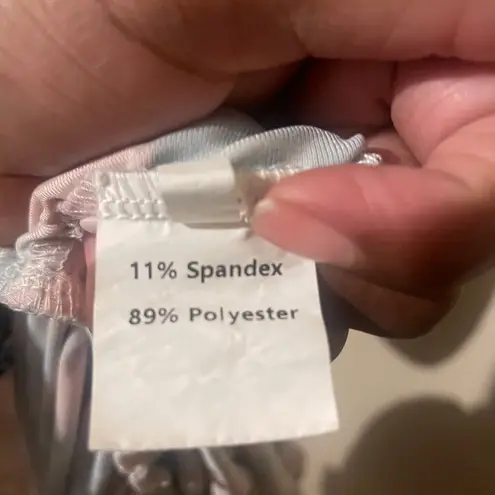 11% Spandex
89% Polyester